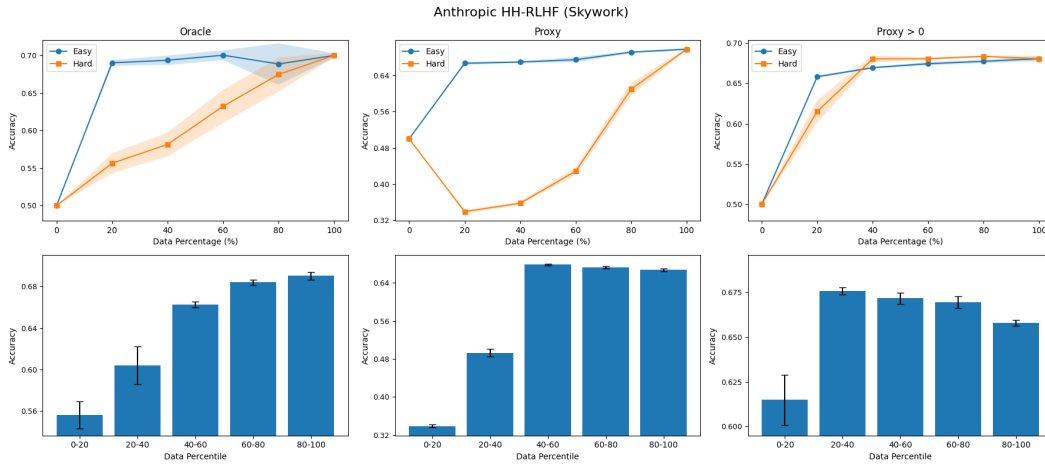 Anthropic HH-RLHF (Skywork)
Oracle
Accuracy
0.70
0.65
0.60
0.55
0.50
Easy
Hard
0 20 40 60 80 100
Data Percentage (%)
Proxy
Accuracy
0.64
0.56
0.48
0.40
0.32
Easy
Hard
0 20 40 60 80 100
Data Percentage (%)
Proxy > 0
Accuracy
0.70
0.65
0.60
0.55
0.50
Easy
Hard
0 20 40 60 80 100
Data Percentage (%)
Accuracy
0.68
0.64
0.60
0.56
0-20 20-40 40-60 60-80 80-100
Data Percentile
Accuracy
0.64
0.56
0.48
0.40
0.32
0-20 20-40 40-60 60-80 80-100
Data Percentile
Accuracy
0.675
0.650
0.625
0.600
0-20 20-40 40-60 60-80 80-100
Data Percentile